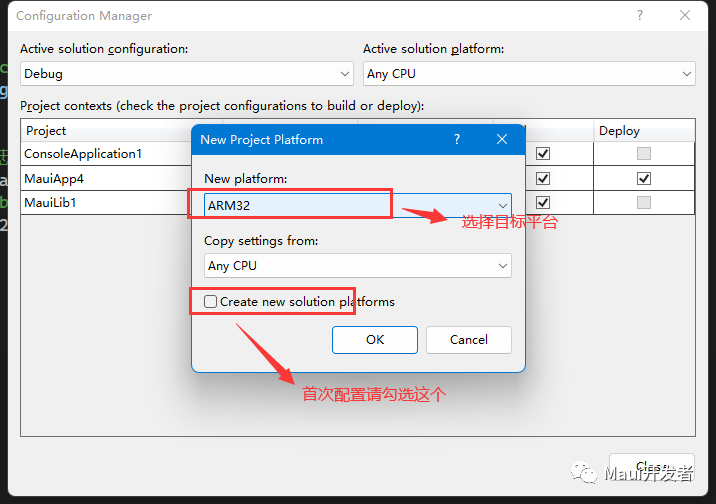 Configuration Manager
Active solution configuration:
Active solution platform:
Debug
Any CPU
Project contexts (check the project configurations to build or deploy):
Project
Deploy
ConsoleApplication1
MauiApp4
MauiLib1
New Project Platform
New platform:
ARM32
选择目标平台
Copy settings from:
Any CPU
Create new solution platforms
OK
Cancel
首次配置请勾选这个
Close
Maui开发者